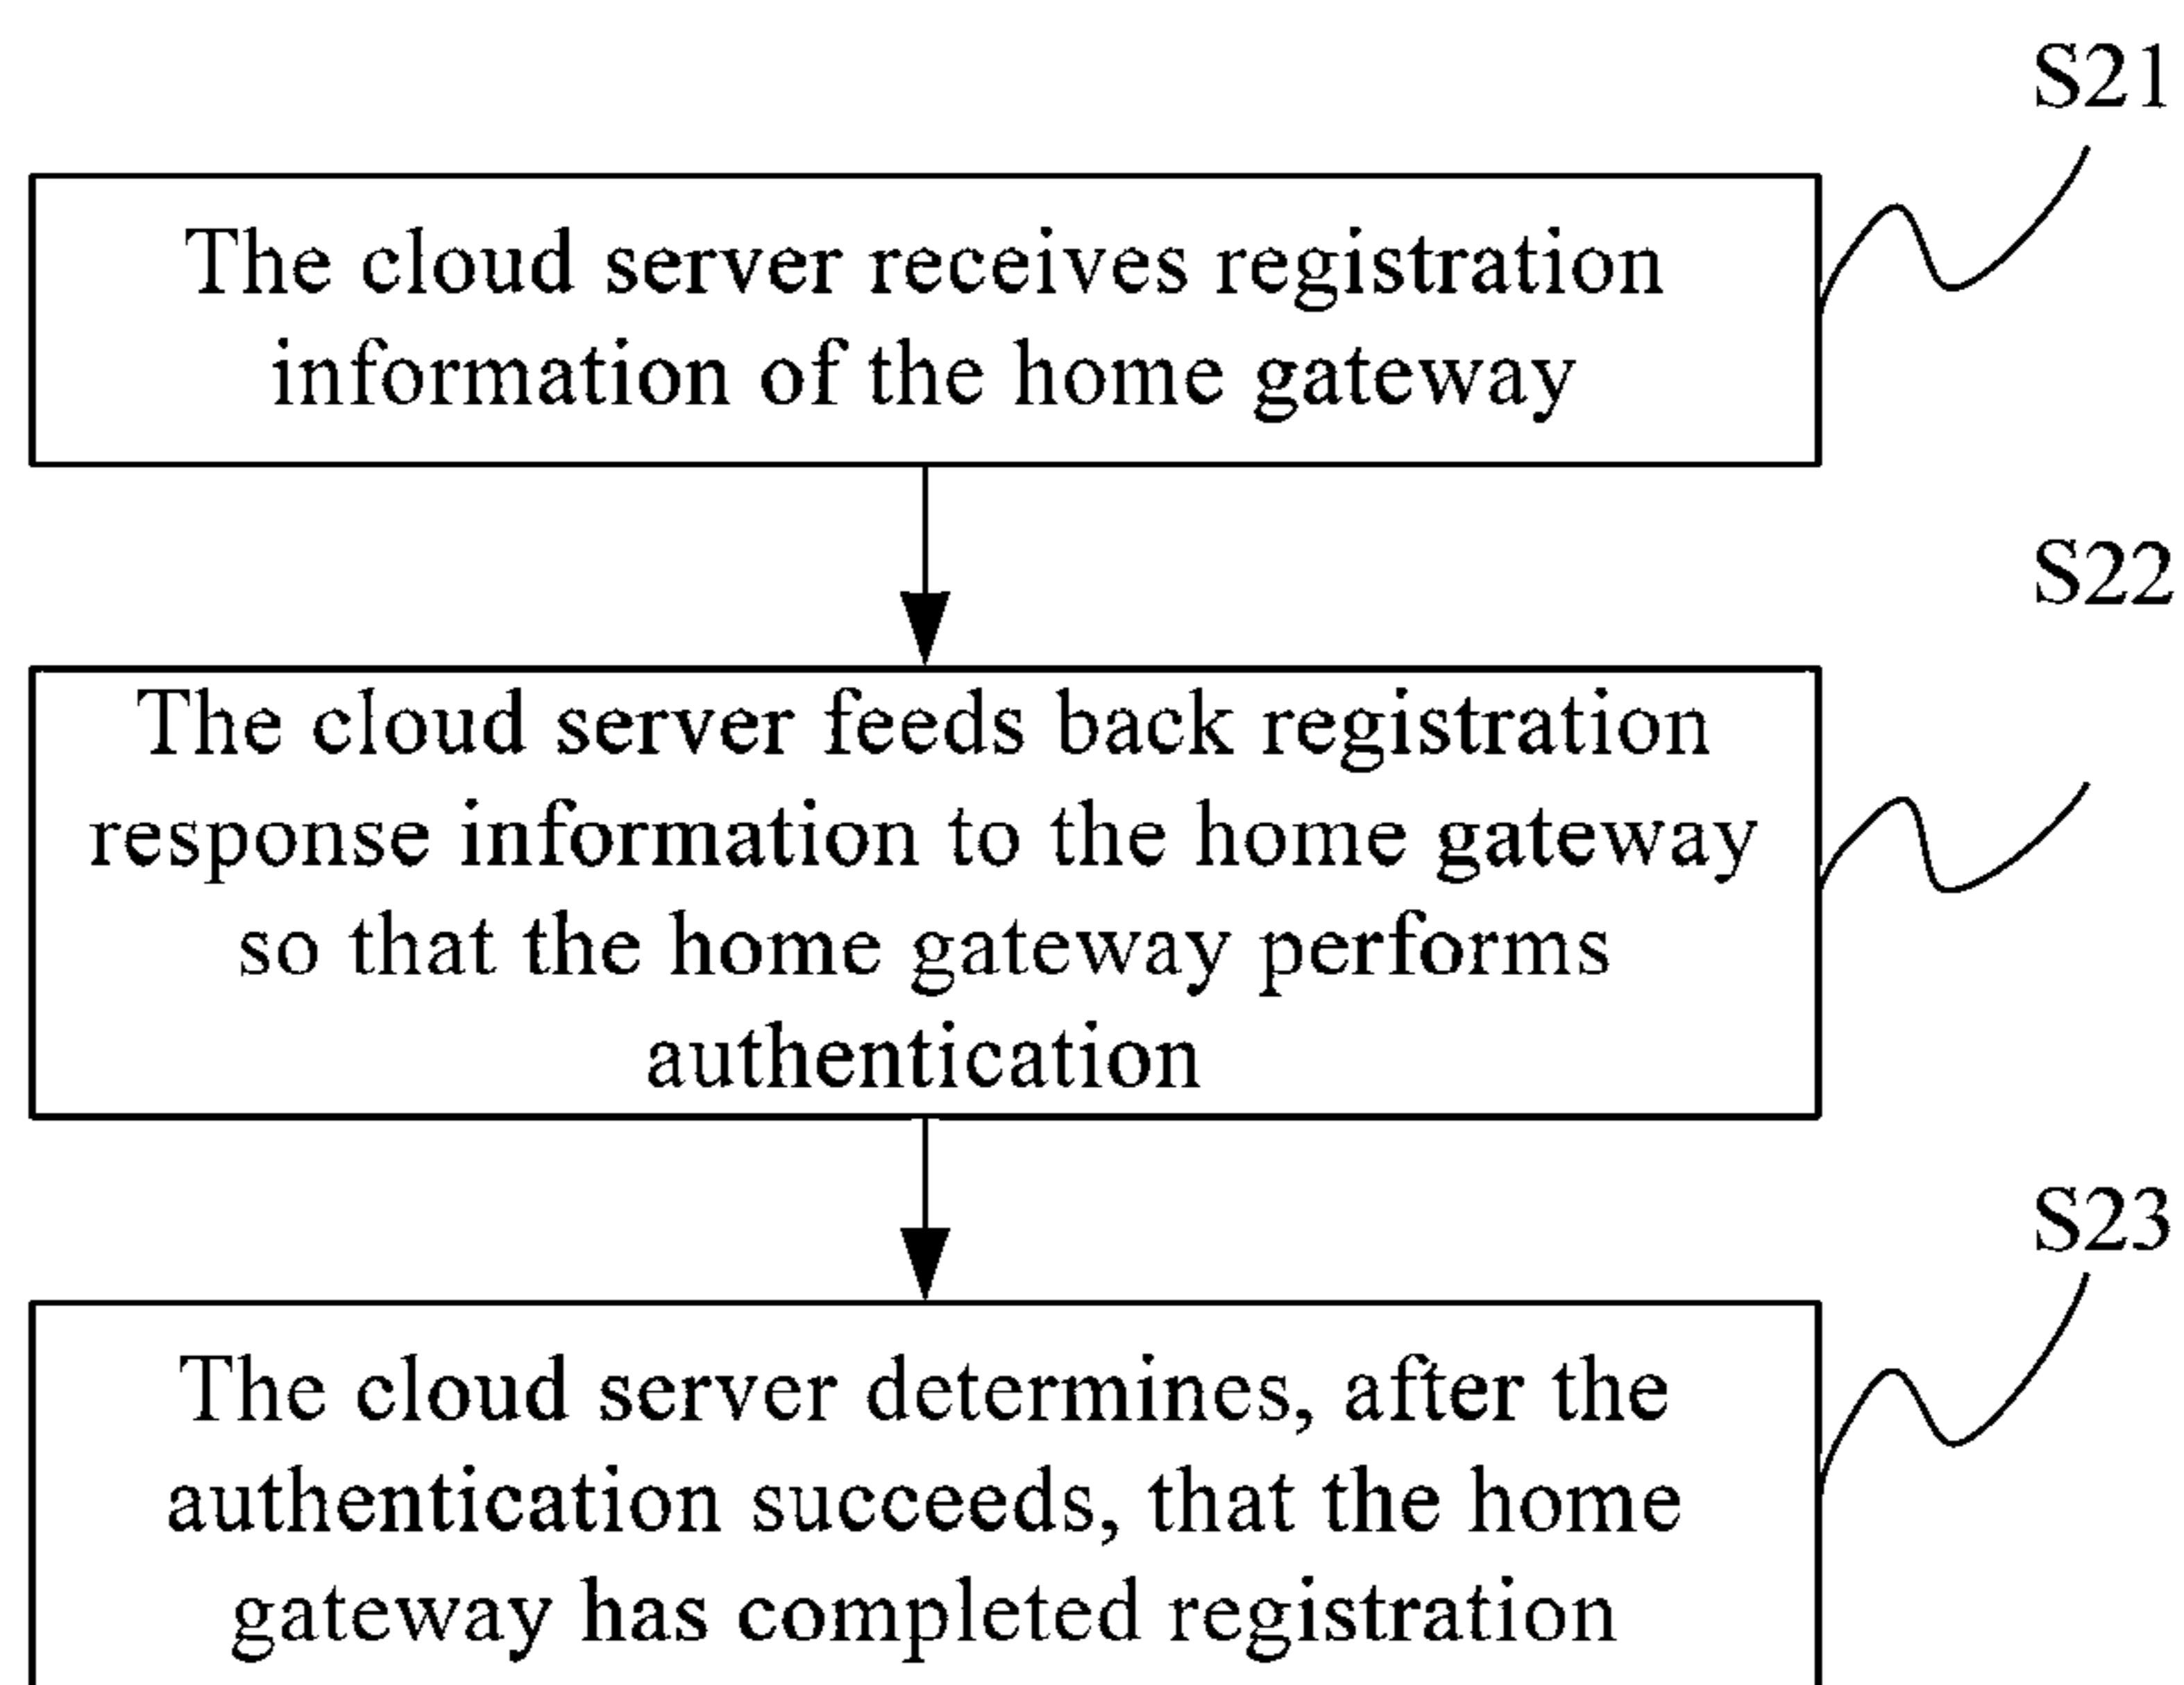 S21
The cloud server receives registration
information of the home gateway
S22
The cloud server feeds back registration
response information to the home gateway
so that the home gateway performs
authentication
S23
The cloud server determines, after the
authentication succeeds, that the home
gateway has completed registration